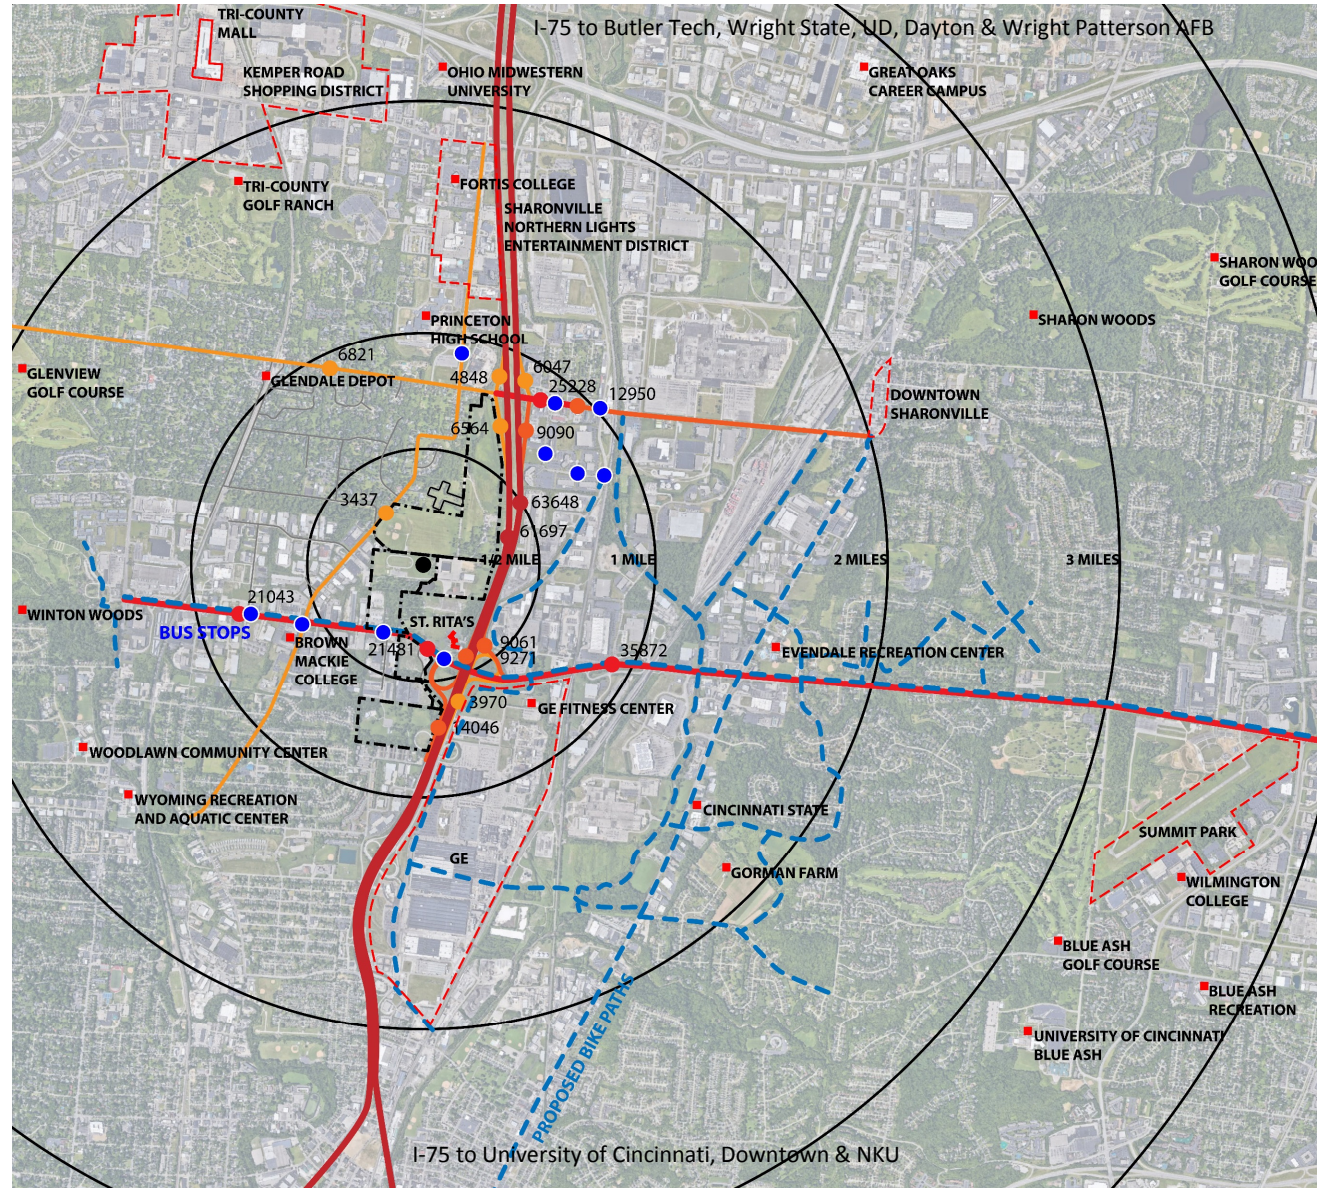 TRI-COUNTY
MALL
I-75 to Butler Tech, Wright State, UD, Dayton & Wright Patterson AFB
KEMPER ROAD
SHOPPING DISTRICT
OHIO MIDWESTERN
UNIVERSITY
GREAT OAKS
CAREER CAMPUS
TRI-COUNTY
GOLF RANCH
FORTIS COLLEGE
SHARONVILLE
NORTHERN LIGHTS
ENTERTAINMENT DISTRICT
SHARON WOO
GOLF COURSE
SHARON WOODS
PRINCETON
HIGH SCHOOL
6821
GLENDALE DEPOT
GLENVIEW
GOLF COURSE
4848
6047
25228
12950
DOWNTOWN
SHARONVILLE
6564
9090
3437
63648
61697
1/2 MILE
1 MILE
2 MILES
3 MILES
21043
WINTON WOODS
BUS STOPS
BROWN
MACKIE
COLLEGE
21481
ST. RITA'S
9061
9271
35872
EVENDALE RECREATION CENTER
3970
GE FITNESS CENTER
14046
WOODLAWN COMMUNITY CENTER
WYOMING RECREATION
AND AQUATIC CENTER
CINCINNATI STATE
SUMMIT PARK
GE
GORMAN FARM
WILMINGTON
COLLEGE
BLUE ASH
GOLF COURSE
BLUE ASH
RECREATION
UNIVERSITY OF CINCINNATI
BLUE ASH
PROPOSED BIKE PATHS
I-75 to University of Cincinnati, Downtown & NKU